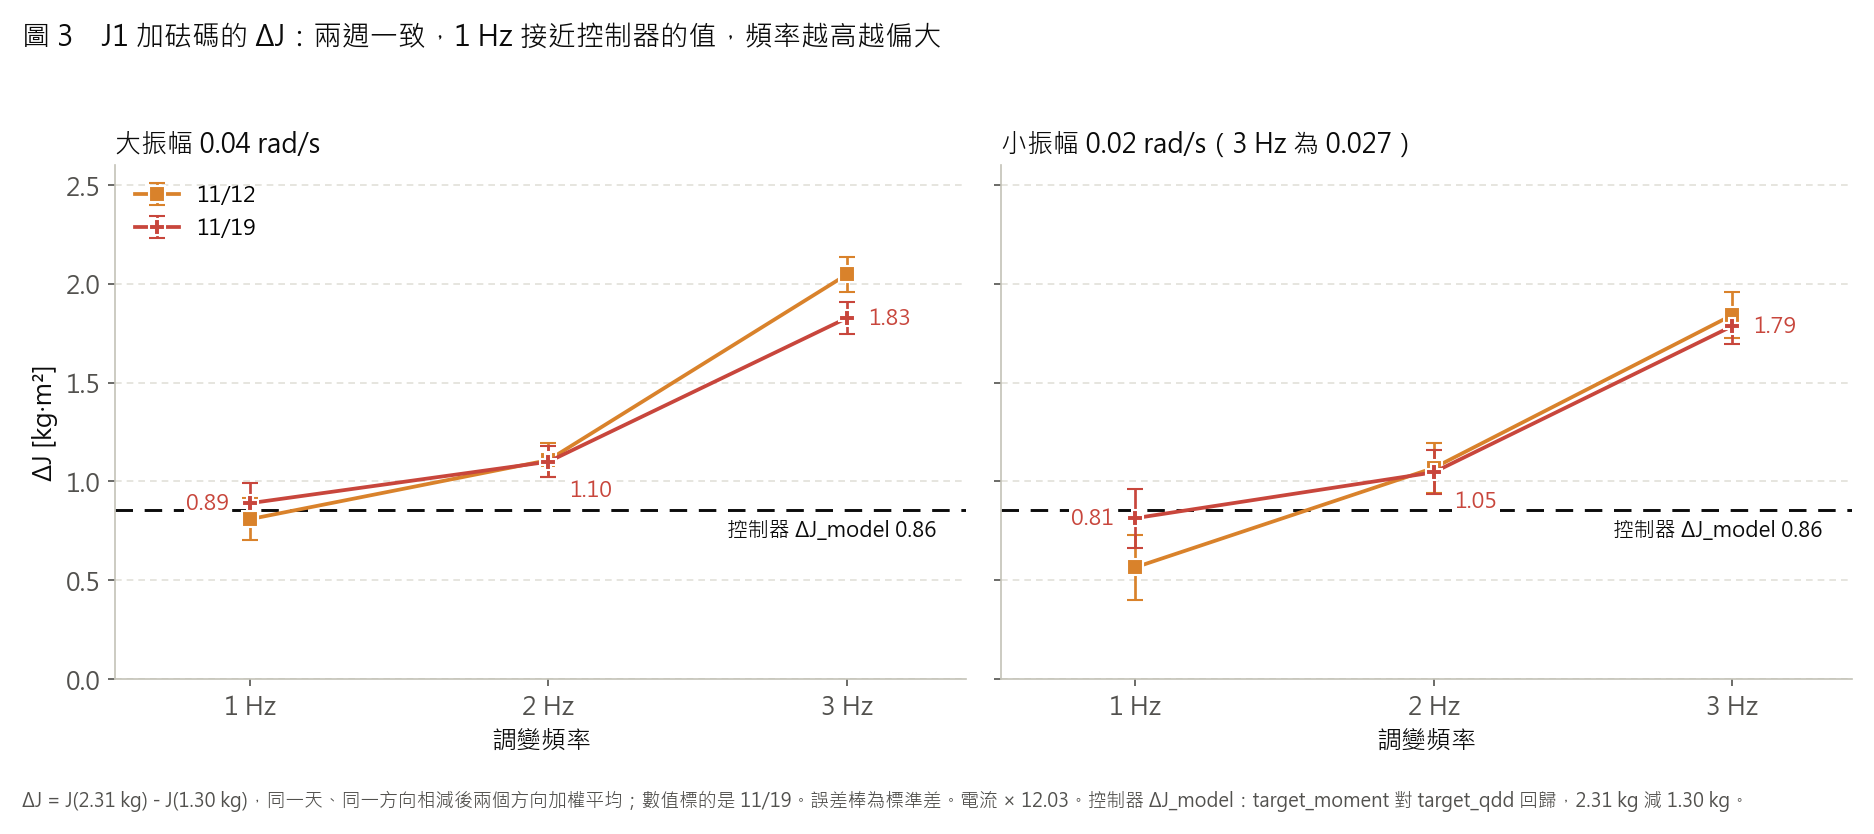 圖 3　J1 加砝碼的 ΔJ：兩週一致，1 Hz 接近控制器的值，頻率越高越偏大
大振幅 0.04 rad/s
小振幅 0.02 rad/s（3 Hz 為 0.027）
11/12
11/19
2.5
2.0
1.5
1.0
0.5
0.0
ΔJ [kg·m²]
0.89
1.10
1.83
控制器 ΔJ_model 0.86
0.81
1.05
1.79
控制器 ΔJ_model 0.86
1 Hz
2 Hz
3 Hz
1 Hz
2 Hz
3 Hz
調變頻率
調變頻率
ΔJ = J(2.31 kg) - J(1.30 kg)，同一天、同一方向相減後兩個方向加權平均；數值標的是 11/19。誤差棒為標準差。電流 × 12.03。控制器 ΔJ_model：target_moment 對 target_qdd 回歸，2.31 kg 減 1.30 kg。